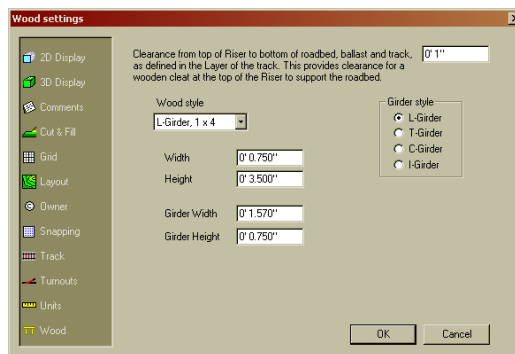 Wood settings
2D Display
3D Display
Comments
Cut & Fill
Grid
Layout
Owner
Snapping
Track
Turnouts
Units
Wood
Clearance from top of Riser to bottom of roadbed, ballast and track,
as defined in the Layer of the track. This provides clearance for a
wooden cleat at the top of the Riser to support the roadbed.
0' 1"
Wood style
L-Girder, 1 x 4
Width 0' 0.750"
Height 0' 3.500"
Girder Width 0' 1.570"
Girder Height 0' 0.750"
Girder style
L-Girder
T-Girder
C-Girder
I-Girder
OK Cancel